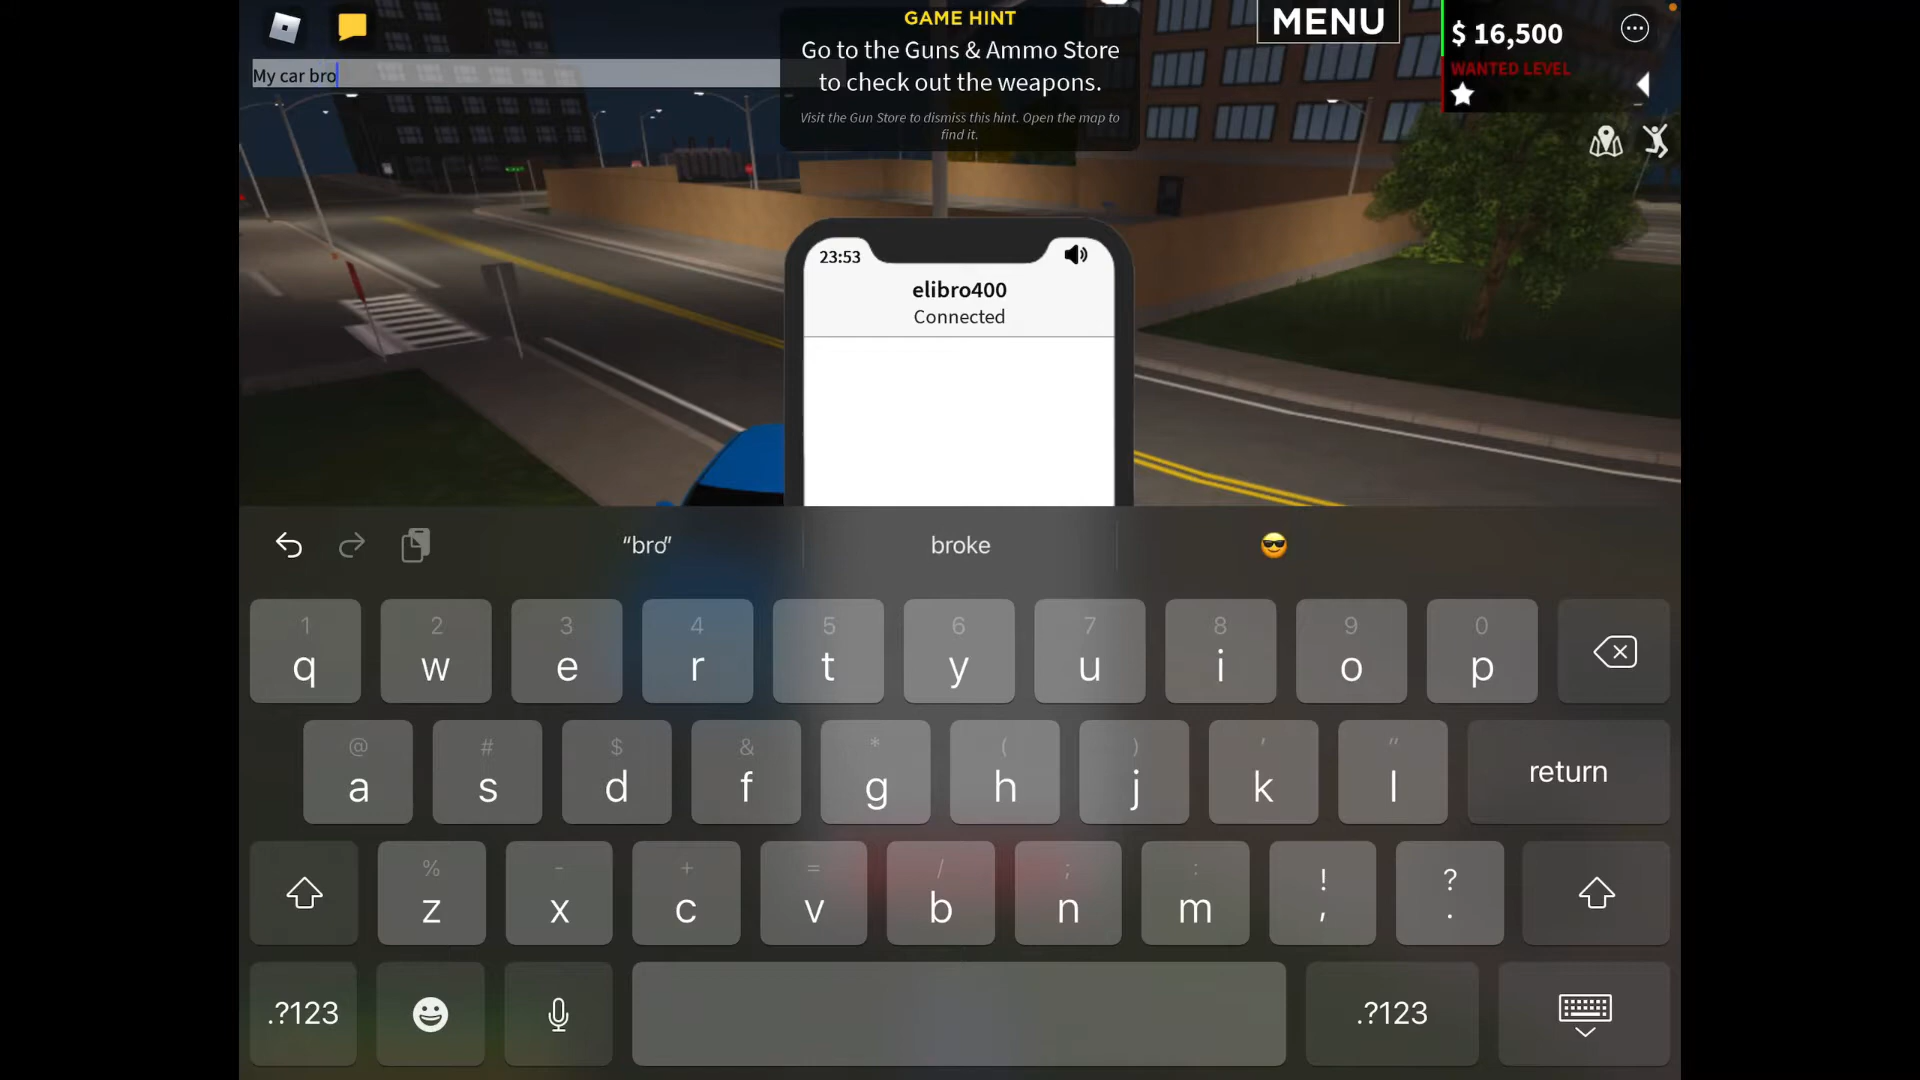 GAME HINT
Go to the Guns & Ammo Store
to check out the weapons.
Visit the Gun Store to dismiss this hint. Open the map to
find it.
MENU
$ 16,500
WANTED LEVEL
My car bro
23:53
elibro400
Connected
“bro” broke 😎
1 2 3 4 5 6 7 8 9 0
q w e r t y u i o p
@ # $ & * ( ) ' "
a s d f g h j k l return
% - + = / ; : ! ?
z x c v b n m , .
.?123 .?123